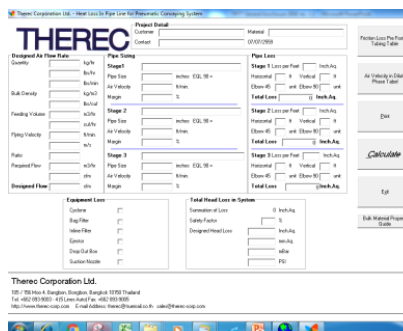 Therec Corporation Ltd. - Heat Loss In Pipe Line for Pneumatic Conveying System
THEREC
Project Detail
Customer Material
Contact 07/07/2559
Friction Loss Per Foot
Tubing Table
Designed Air Flow Rate
Quantity kg/hr
lbs/hr
lbs/min
Bulk Density kg/m3
lbs/cuf
Feeding Volume m3/hr
cuf/hr
Flying Velocity ft/min
m/s
Ratio
Required Flow m3/hr
cfm
Designed Flow cfm
Pipe Sizing
Stage1
Pipe Size inches EQL 90 =
Air Velocity ft/min.
Margin %
Stage 2
Pipe Size inches EQL 90 =
Air Velocity ft/min.
Margin %
Stage 3
Pipe Size inches EQL 90 =
Air Velocity ft/min.
Margin %
Pipe Loss
Stage 1 Loss per Foot Inch.Aq.
Horizontal ft Vertical ft
Elbow 45 unit Elbow 90 unit
Total Loss 0 Inch.Aq.
Stage 2 Loss per Foot Inch.Aq.
Horizontal ft Vertical ft
Elbow 45 unit Elbow 90 unit
Total Loss 0 Inch.Aq.
Stage 3 Loss per Foot Inch.Aq.
Horizontal ft Vertical ft
Elbow 45 unit Elbow 90 unit
Total Loss 0 Inch.Aq.
Air Velocity in Dilute
Phase Table1
Print
Calculate
Exit
Bulk Material Properties
Guide
Equipment Loss
Cyclone
Bag Filter
Inline Filter
Ejector
Drop Out Box
Suction Nozzle
Total Head Loss in System
Summation of Loss 0 Inch.Aq.
Safety Factor %
Designed Head Loss Inch.Aq.
mm.Aq.
mBar
PSI
Therec Corporation Ltd.